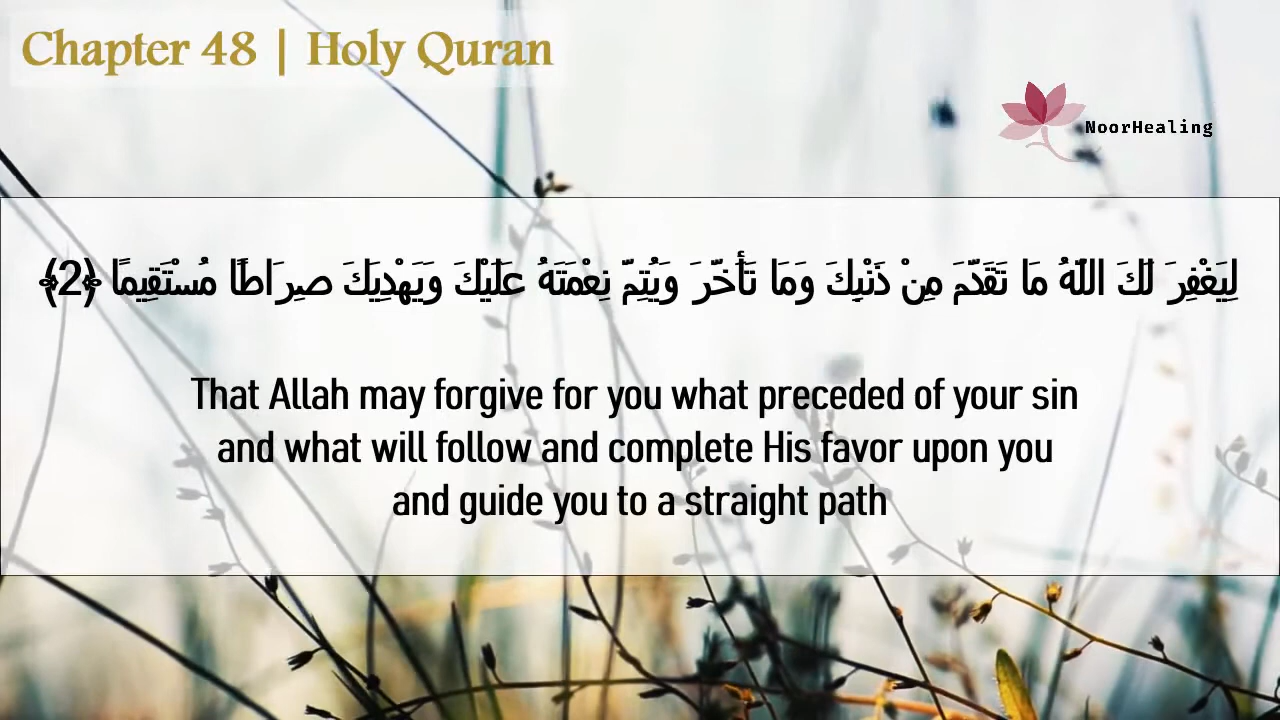 Chapter 48 | Holy Quran
NoorHealing
لِيَغْفِرَ لَكَ اللّهُ مَا تَقَدّمَ مِنْ ذَنْبِكَ وَمَا تَأَخّرَ وَيُتِمّ نِعْمَتَهُ عَلَيْكَ وَيَهْدِيَكَ صِرَاطًا مُسْتَقِيمًا ﴿2﴾
That Allah may forgive for you what preceded of your sin
and what will follow and complete His favor upon you
and guide you to a straight path